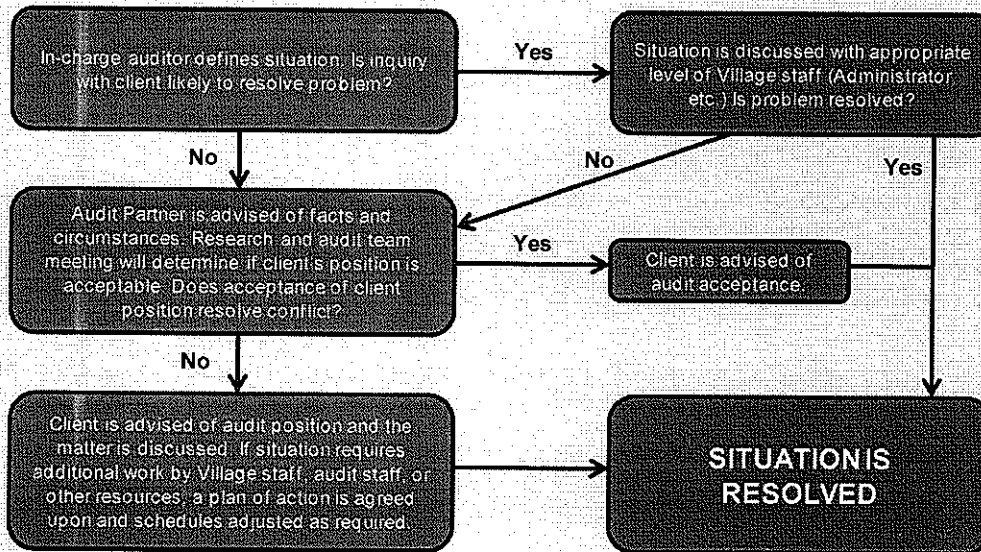 In-charge auditor defines situation. Is inquiry
with client likely to resolve problem?
Yes
Situation is discussed with appropriate
level of Village staff (Administrator
etc.) Is problem resolved?
No
No
Yes
Audit Partner is advised of facts and
circumstances. Research and audit team
meeting will determine if client's position is
acceptable. Does acceptance of client
position resolve conflict?
Yes
Client is advised of
audit acceptance.
No
Client is advised of audit position and the
matter is discussed. If situation requires
additional work by Village staff, audit staff, or
other resources, a plan of action is agreed
upon and schedules adjusted as required.
SITUATION IS
RESOLVED